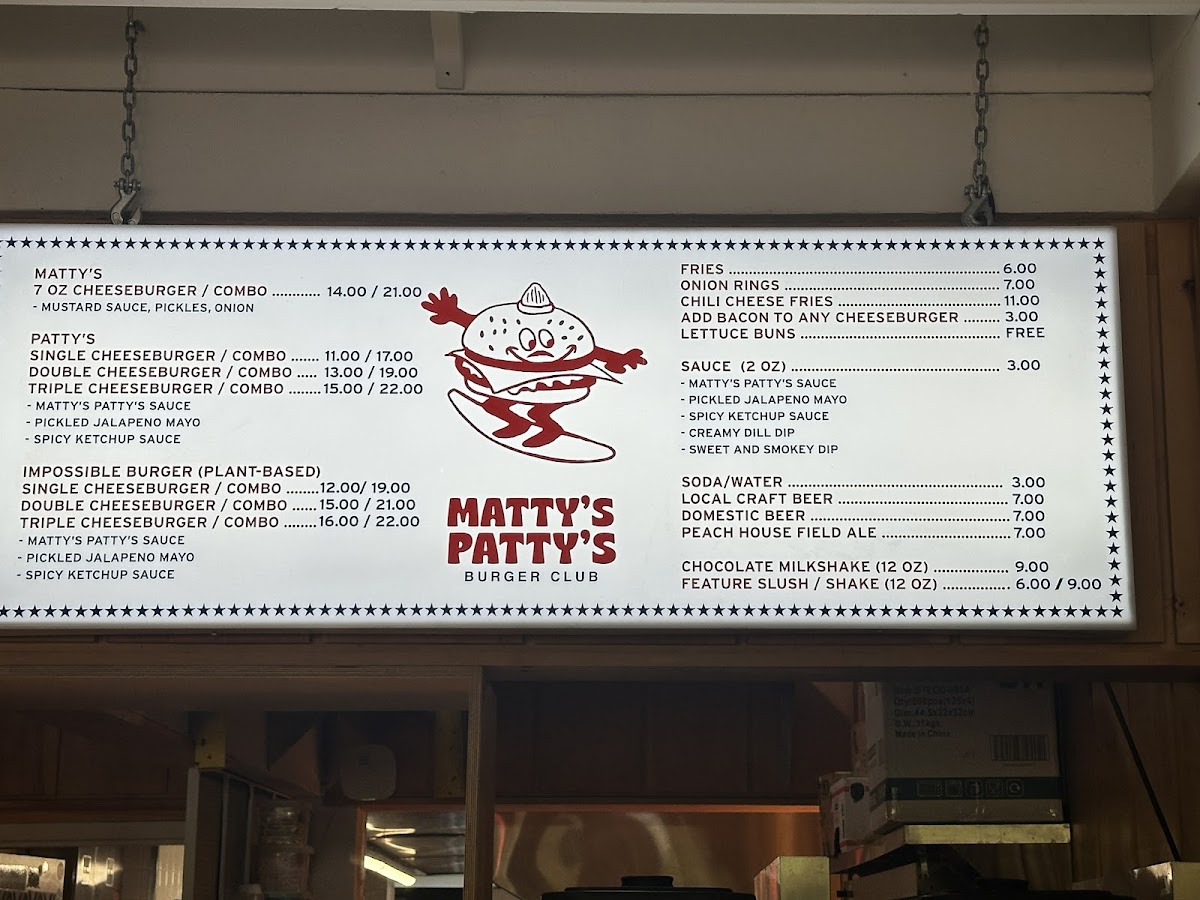 MATTY'S
7 OZ CHEESEBURGER / COMBO ............ 14.00 / 21.00
- MUSTARD SAUCE, PICKLES, ONION
PATTY'S
SINGLE CHEESEBURGER / COMBO ....... 11.00 / 17.00
DOUBLE CHEESEBURGER / COMBO ..... 13.00 / 19.00
TRIPLE CHEESEBURGER / COMBO ........ 15.00 / 22.00
- MATTY'S PATTY'S SAUCE
- PICKLED JALAPENO MAYO
- SPICY KETCHUP SAUCE
IMPOSSIBLE BURGER (PLANT-BASED)
SINGLE CHEESEBURGER / COMBO ........12.00/ 19.00
DOUBLE CHEESEBURGER / COMBO ...... 15.00 / 21.00
TRIPLE CHEESEBURGER / COMBO ........ 16.00 / 22.00
- MATTY'S PATTY'S SAUCE
- PICKLED JALAPENO MAYO
- SPICY KETCHUP SAUCE
MATTY'S
PATTY'S
BURGER CLUB
FRIES ........................................................... 6.00
ONION RINGS ...................................................... 7.00
CHILI CHEESE FRIES ................................... 11.00
ADD BACON TO ANY CHEESEBURGER ........ 3.00
LETTUCE BUNS ........................................... FREE
SAUCE (2 OZ) ............................................. 3.00
- MATTY'S PATTY'S SAUCE
- PICKLED JALAPENO MAYO
- SPICY KETCHUP SAUCE
- CREAMY DILL DIP
- SWEET AND SMOKEY DIP
SODA/WATER .................................................. 3.00
LOCAL CRAFT BEER ....................................... 7.00
DOMESTIC BEER ............................................ 7.00
PEACH HOUSE FIELD ALE ............................ 7.00
CHOCOLATE MILKSHAKE (12 OZ) ................ 9.00
FEATURE SLUSH / SHAKE (12 OZ) .............. 6.00 / 9.00
Made in China